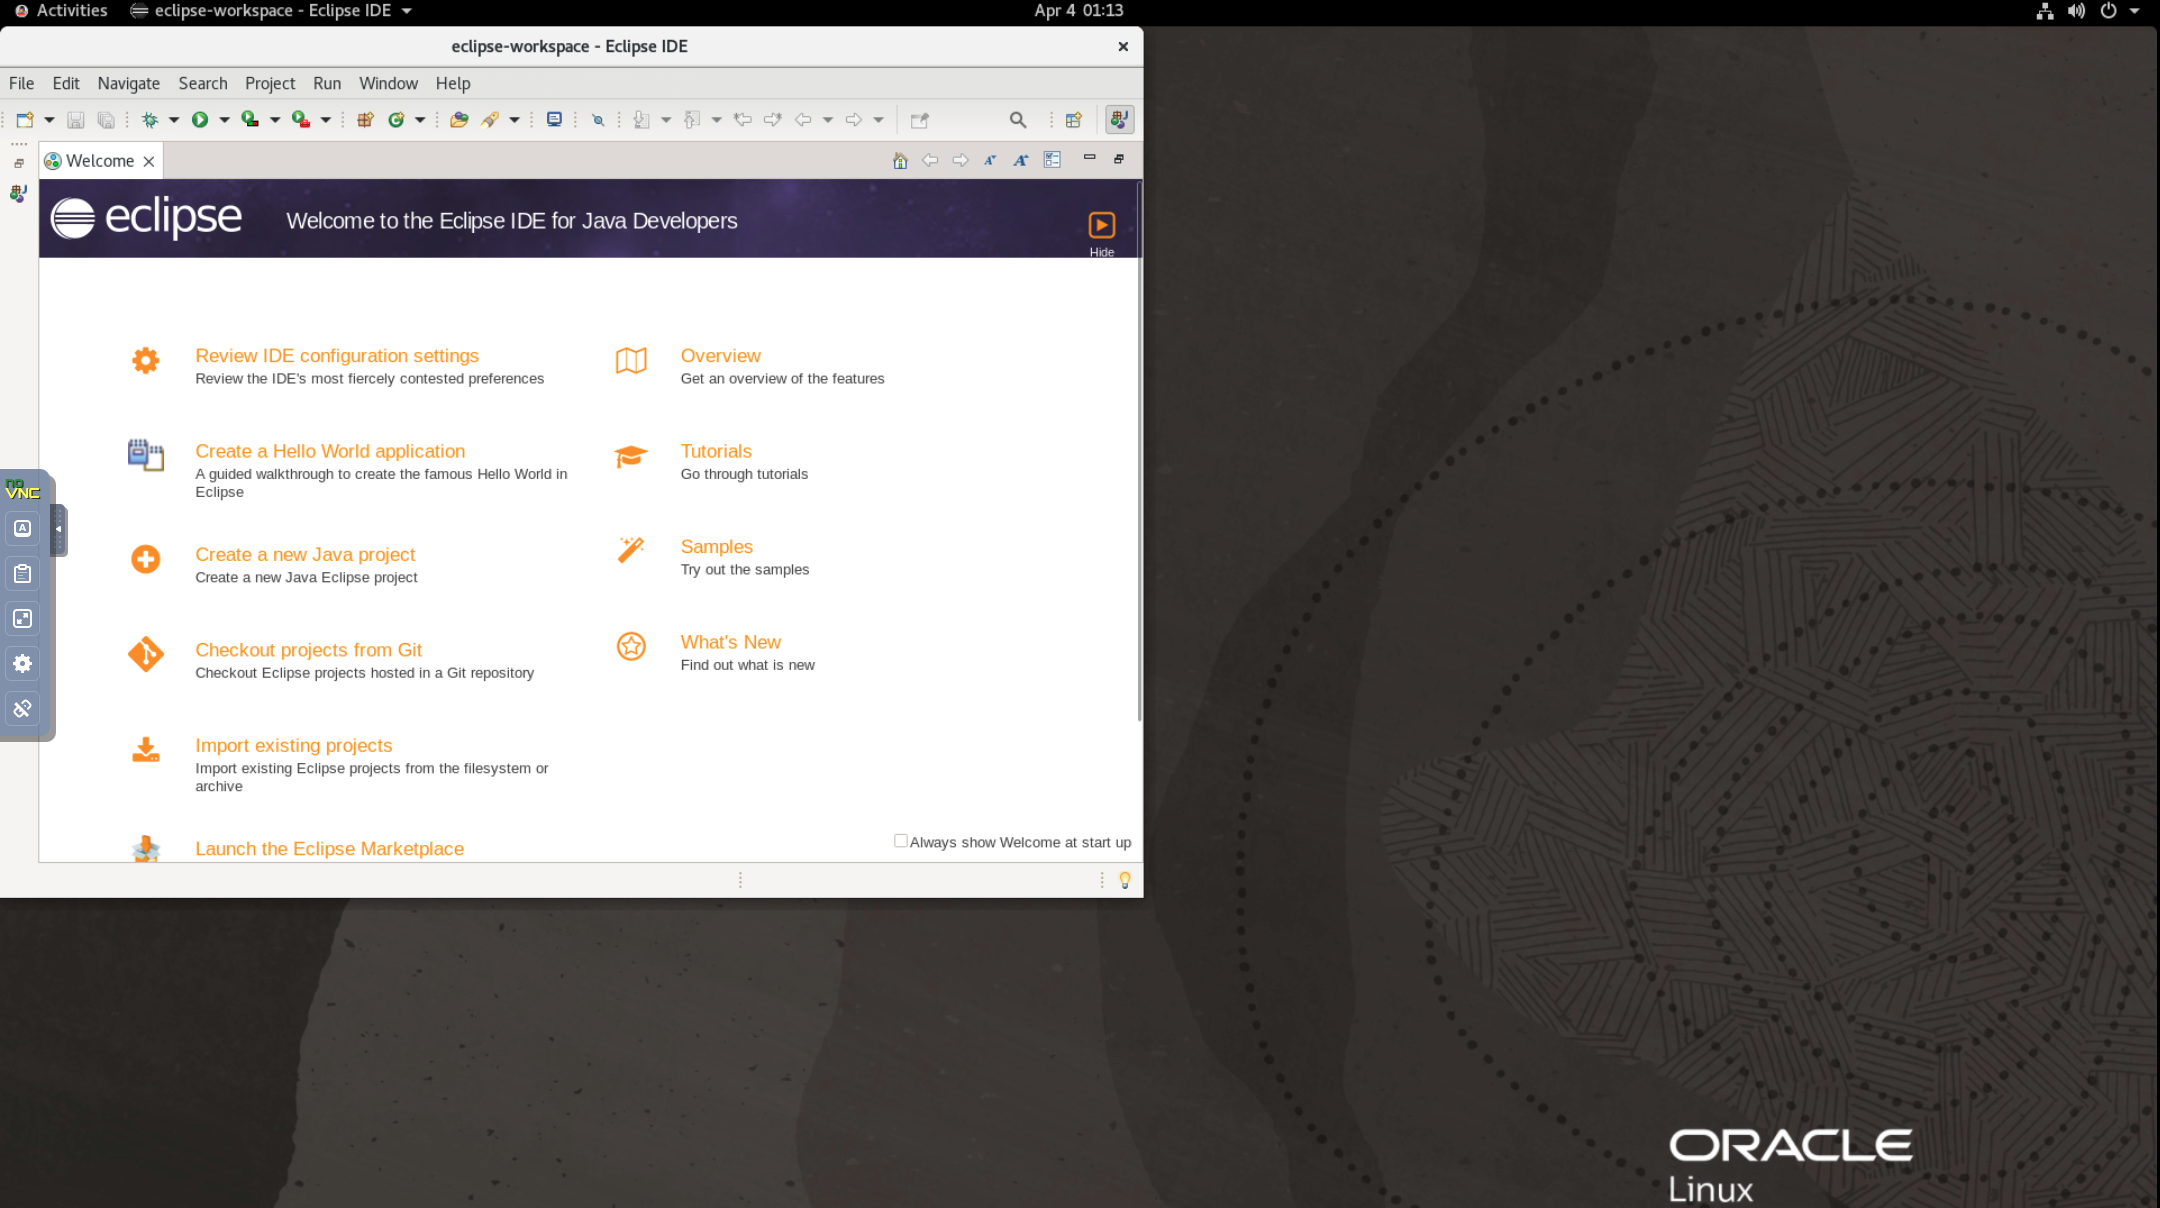 Activities eclipse-workspace - Eclipse IDE Apr 4 01:13
eclipse-workspace - Eclipse IDE
File Edit Navigate Search Project Run Window Help
Welcome
eclipse Welcome to the Eclipse IDE for Java Developers
Hide
Review IDE configuration settings
Review the IDE's most fiercely contested preferences
Overview
Get an overview of the features
Create a Hello World application
A guided walkthrough to create the famous Hello World in
Eclipse
Tutorials
Go through tutorials
no
VNC
Create a new Java project
Create a new Java Eclipse project
Samples
Try out the samples
Checkout projects from Git
Checkout Eclipse projects hosted in a Git repository
What's New
Find out what is new
Import existing projects
Import existing Eclipse projects from the filesystem or
archive
Launch the Eclipse Marketplace
Always show Welcome at start up
ORACLE
Linux